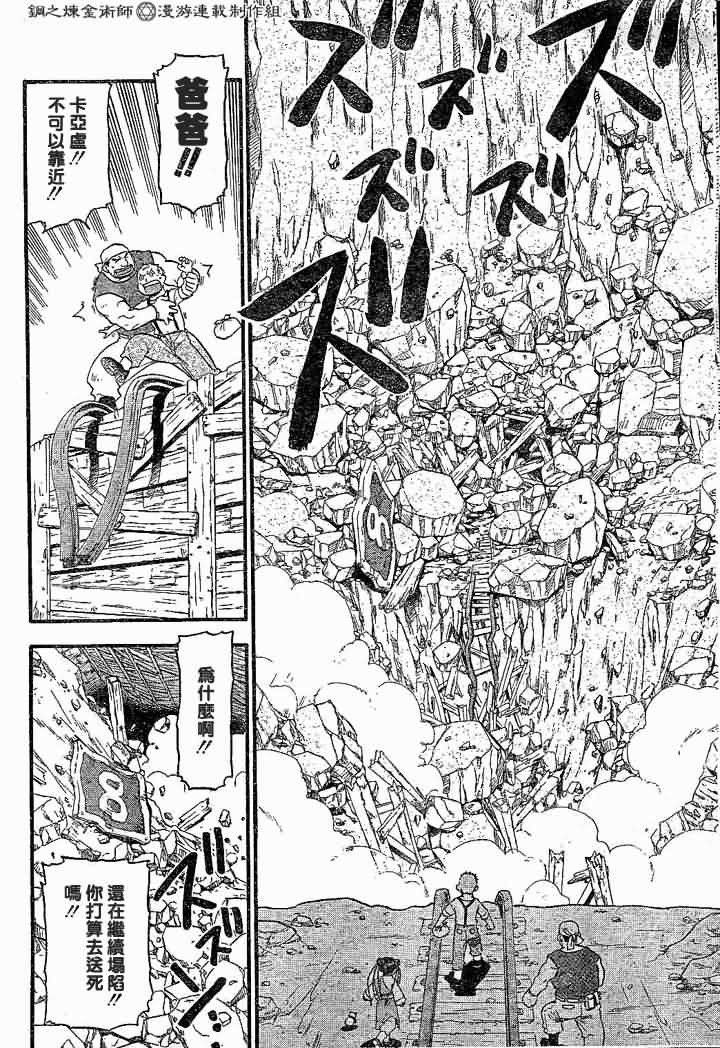 鋼之煉金術師 漫游連載制作組
ズ
ズ
ズ
ズ
ズ
ズ
爸爸!!
卡亞盧!!
不可以靠近!!
8
為什麼啊!!
8
還在繼續塌陷!!
你打算去送死
嗎!!
ズズズ